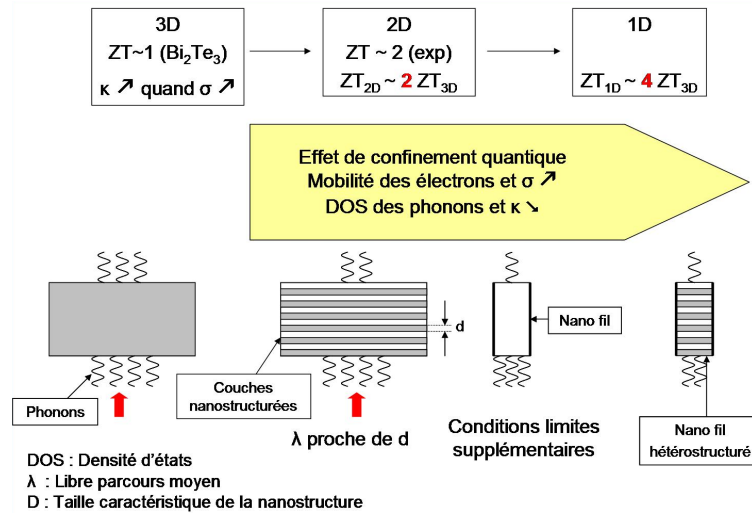 3D
ZT~1 (Bi₂Te₃)
κ ↗ quand σ ↗
2D
ZT ~ 2 (exp)
ZT₂D ~ 2 ZT₃D
1D
ZT₁D ~ 4 ZT₃D
Effet de confinement quantique
Mobilité des électrons et σ ↗
DOS des phonons et κ ↘
d
Nano fil
Phonons
Couches
nanostructurées
λ proche de d
Conditions limites
supplémentaires
Nano fil
hétérostructuré
DOS : Densité d'états
λ : Libre parcours moyen
D : Taille caractéristique de la nanostructure